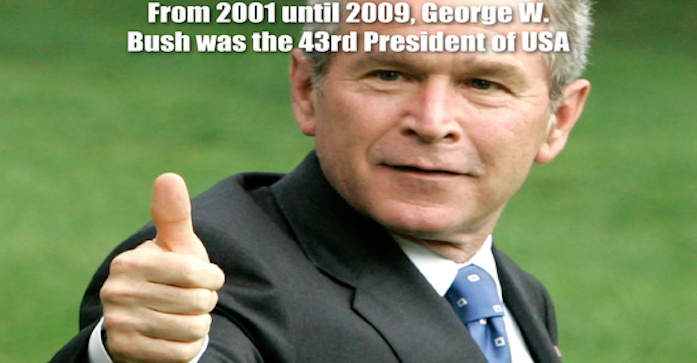 From 2001 until 2009, George W.
Bush was the 43rd President of USA